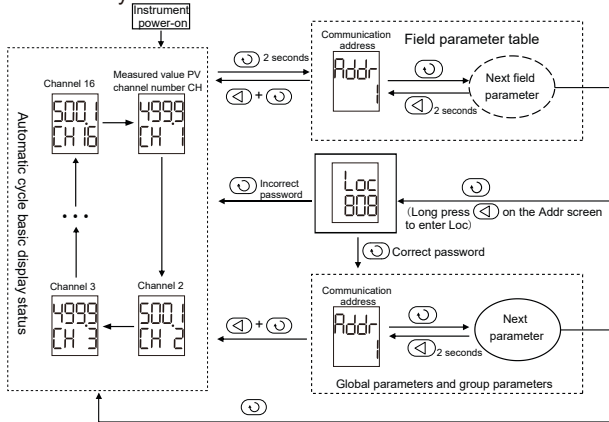 Instrument
power-on
Automatic cycle basic display status
Channel 16
500.1
CH 16
Measured value PV
channel number CH
499.9
CH 1
Channel 3
499.9
CH 3
Channel 2
500.1
CH 2
2 seconds
+
Communication
address
Addr
1
Field parameter table
Next field
parameter
2 seconds
Incorrect
password
Loc
808
(Long press on the Addr screen
to enter Loc)
Correct password
+
Communication
address
Addr
1
Next
parameter
2 seconds
Global parameters and group parameters